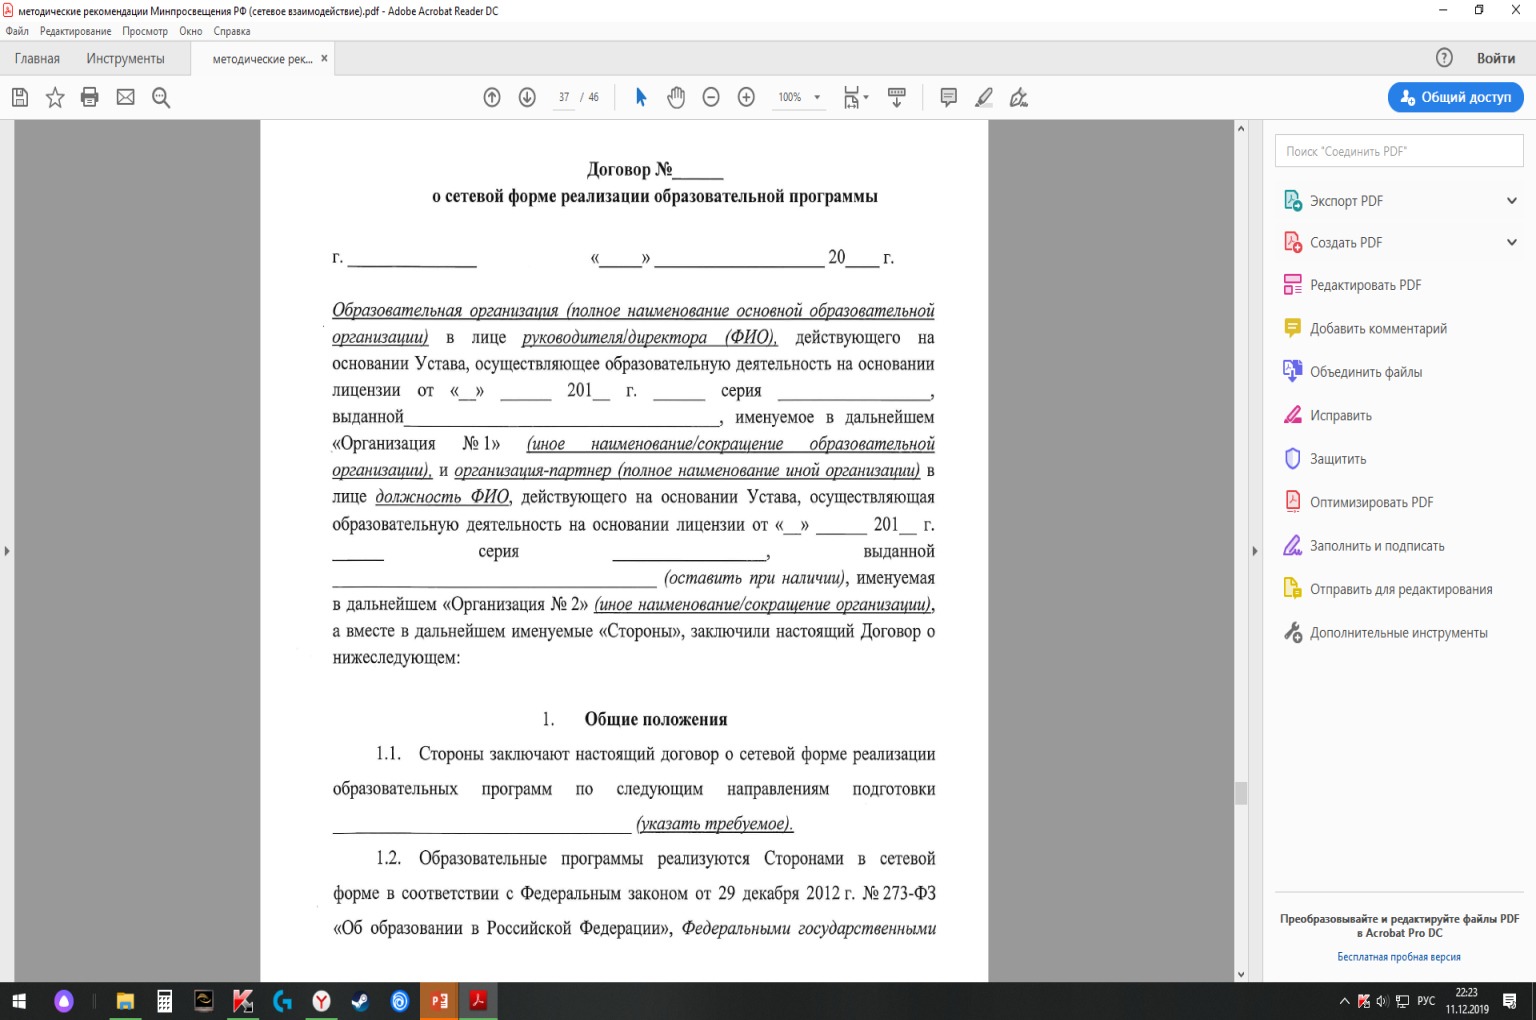 методические рекомендации Минпросвещения РФ (сетевое взаимодействие).pdf - Adobe Acrobat Reader DC
Файл Редактирование Просмотр Окно Справка
Главная Инструменты методические рек... × Войти
37 / 46 100% Общий доступ
Договор №______
о сетевой форме реализации образовательной программы
г. _______________ «_____» ____________________ 20____ г.
Образовательная организация (полное наименование основной образовательной
организации) в лице руководителя/директора (ФИО), действующего на
основании Устава, осуществляющее образовательную деятельность на основании
лицензии от «__» ______ 201__ г. ______ серия __________________,
выданной_____________________________________, именуемое в дальнейшем
«Организация № 1» (иное наименование/сокращение образовательной
организации), и организация-партнер (полное наименование иной организации) в
лице должность ФИО, действующего на основании Устава, осуществляющая
образовательную деятельность на основании лицензии от «__» ______ 201__ г.
______ серия __________________, выданной
______________________________________ (оставить при наличии), именуемая
в дальнейшем «Организация № 2» (иное наименование/сокращение организации),
а вместе в дальнейшем именуемые «Стороны», заключили настоящий Договор о
нижеследующем:
1. Общие положения
1.1. Стороны заключают настоящий договор о сетевой форме реализации
образовательных программ по следующим направлениям подготовки
___________________________________ (указать требуемое).
1.2. Образовательные программы реализуются Сторонами в сетевой
форме в соответствии с Федеральным законом от 29 декабря 2012 г. № 273-ФЗ
«Об образовании в Российской Федерации», Федеральными государственными
Поиск "Соединить PDF"
Экспорт PDF
Создать PDF
Редактировать PDF
Добавить комментарий
Объединить файлы
Исправить
Защитить
Оптимизировать PDF
Заполнить и подписать
Отправить для редактирования
Дополнительные инструменты
Преобразовывайте и редактируйте файлы PDF
в Acrobat Pro DC
Бесплатная пробная версия
РУС 22:23
11.12.2019